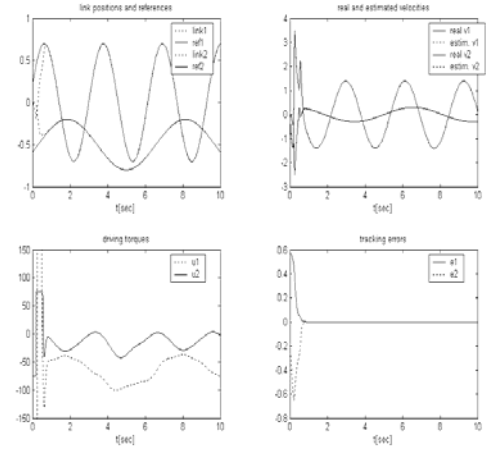 link positions and references
link1
ref1
link2
ref2
1
0.5
0
-0.5
-1
0 2 4 6 8 10
t[sec]
real and estimated velocities
real v1
estim. v1
real v2
estim. v2
4
3
2
1
0
-1
-2
-3
0 2 4 6 8 10
t[sec]
driving torques
u1
u2
150
100
50
0
-50
-100
-150
0 2 4 6 8 10
t[sec]
tracking errors
e1
e2
0.6
0.4
0.2
0
-0.2
-0.4
-0.6
-0.8
0 2 4 6 8 10
t[sec]